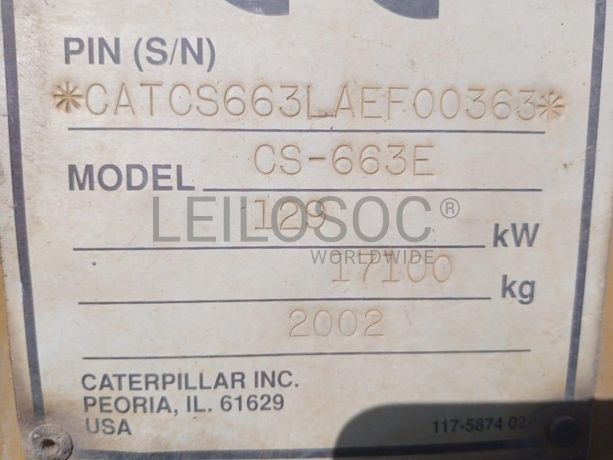 PIN (S/N)
*CATCS663LAEF00363*
MODEL CS-663E
129 kW
LEILOSOC®
WORLDWIDE
17100 kg
2002
CATERPILLAR INC.
PEORIA, IL. 61629
USA
117-5874 02